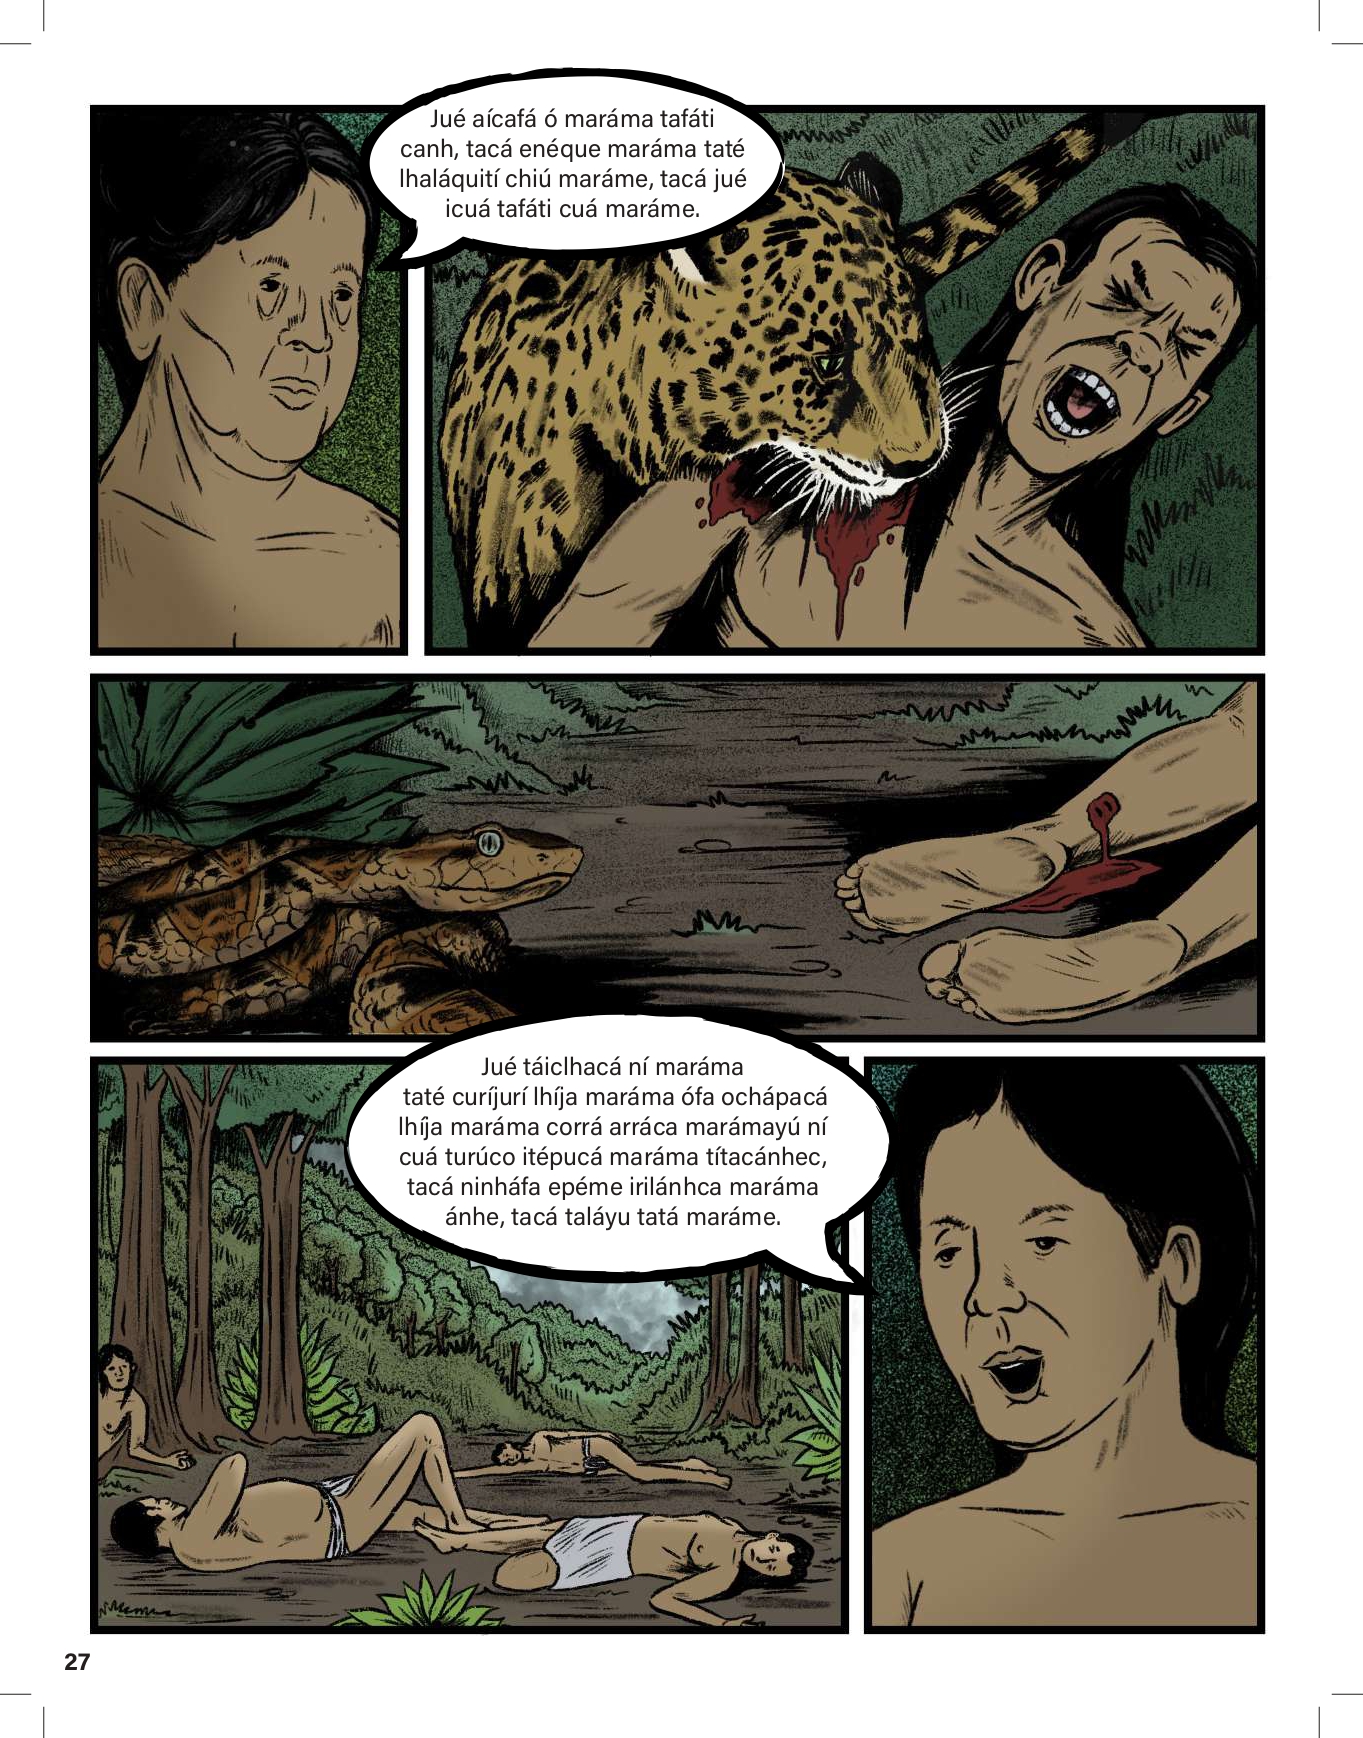 Jué aícafá ó maráma tafáti
canh, tacá enéque maráma taté
lhaláquití chiú maráme, tacá jué
icuá tafáti cuá maráme.
Jué táiclhacá ní maráma
taté curíjurí lhíja maráma ófa ochápacá
lhíja maráma corrá arráca marámayú ní
cuá turúco itépucá maráma títacánhec,
tacá ninháfa epéme irilánhca maráma
ánhe, tacá taláyu tatá maráme.
27